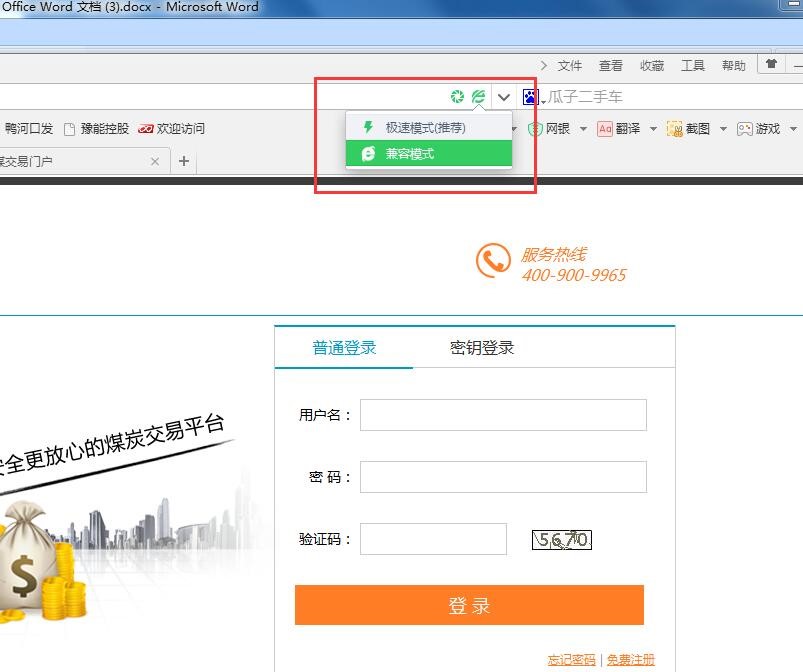 Office Word 文档 (3).docx - Microsoft Word
文件 查看 收藏 工具 帮助
瓜子二手车
鸭河口发 豫能控股 欢迎访问 网银 Aa 翻译 截图 游戏
极速模式(推荐)
兼容模式
某交易门户
服务热线
400-900-9965
普通登录 密钥登录
用户名：
密 码：
验证码： 5670
登 录
忘记密码 | 免费注册
安全更放心的煤炭交易平台
$